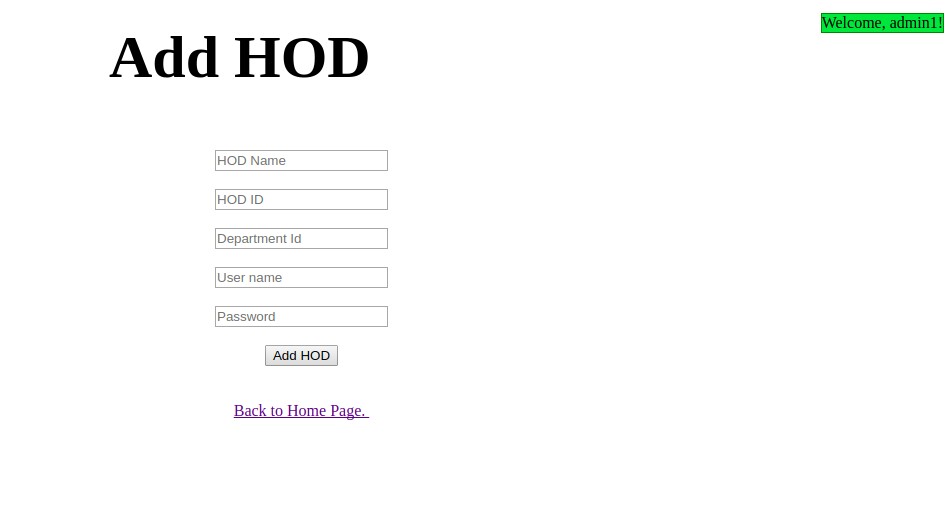 Welcome, admin1!
Add HOD
HOD Name
HOD ID
Department Id
User name
Password
Add HOD
Back to Home Page.